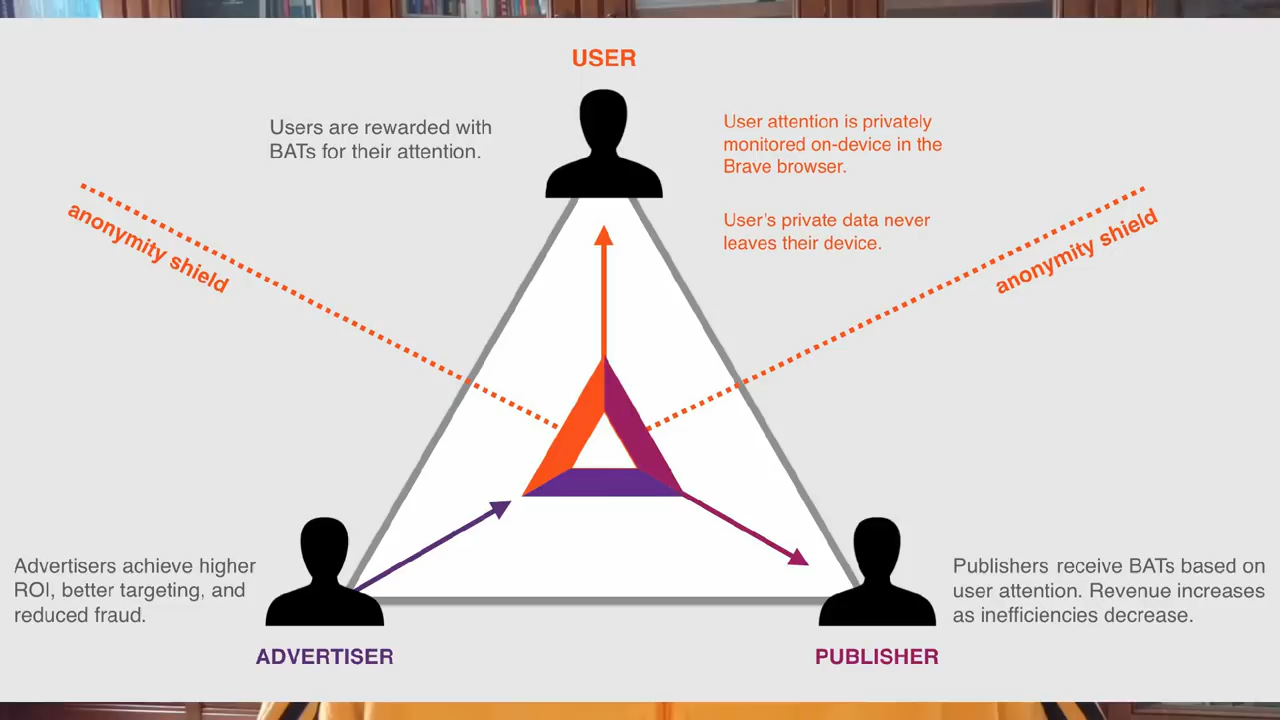 USER
Users are rewarded with
BATs for their attention.
User attention is privately
monitored on-device in the
Brave browser.
User's private data never
leaves their device.
anonymity shield
anonymity shield
Advertisers achieve higher
ROI, better targeting, and
reduced fraud.
ADVERTISER
Publishers receive BATs based on
user attention. Revenue increases
as inefficiencies decrease.
PUBLISHER